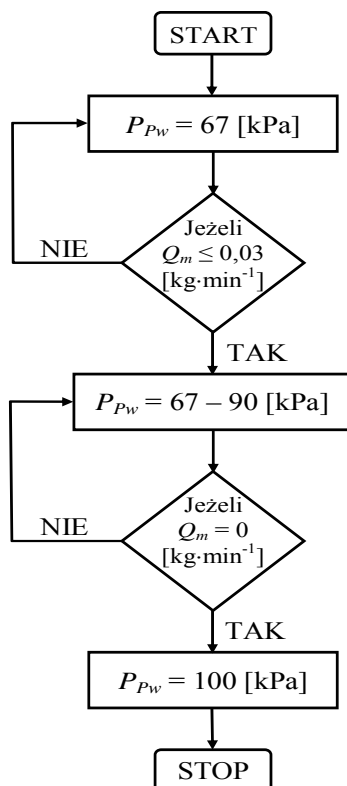 START
P_Pw = 67 [kPa]
Jeżeli
Q_m ≤ 0,03
[kg·min⁻¹]
NIE
TAK
P_Pw = 67 – 90 [kPa]
Jeżeli
Q_m = 0
[kg·min⁻¹]
NIE
TAK
P_Pw = 100 [kPa]
STOP